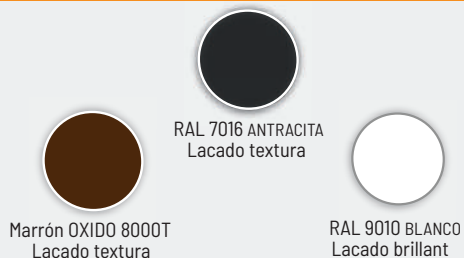 RAL 7016 ANTRACITA
Lacado textura
Marrón OXIDO 8000T
Lacado textura
RAL 9010 BLANCO
Lacado brillant